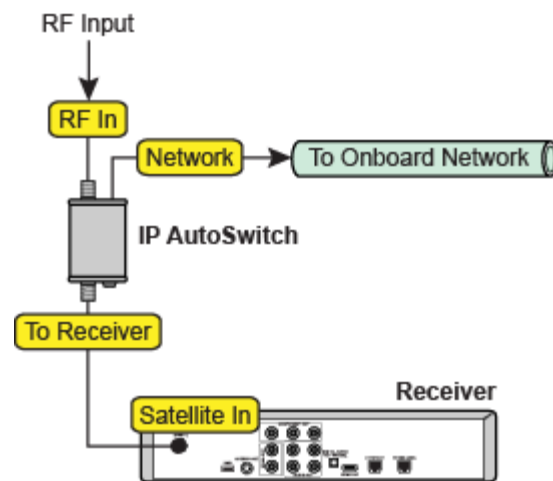 RF Input
RF In
Network
To Onboard Network
IP AutoSwitch
To Receiver
Receiver
Satellite In